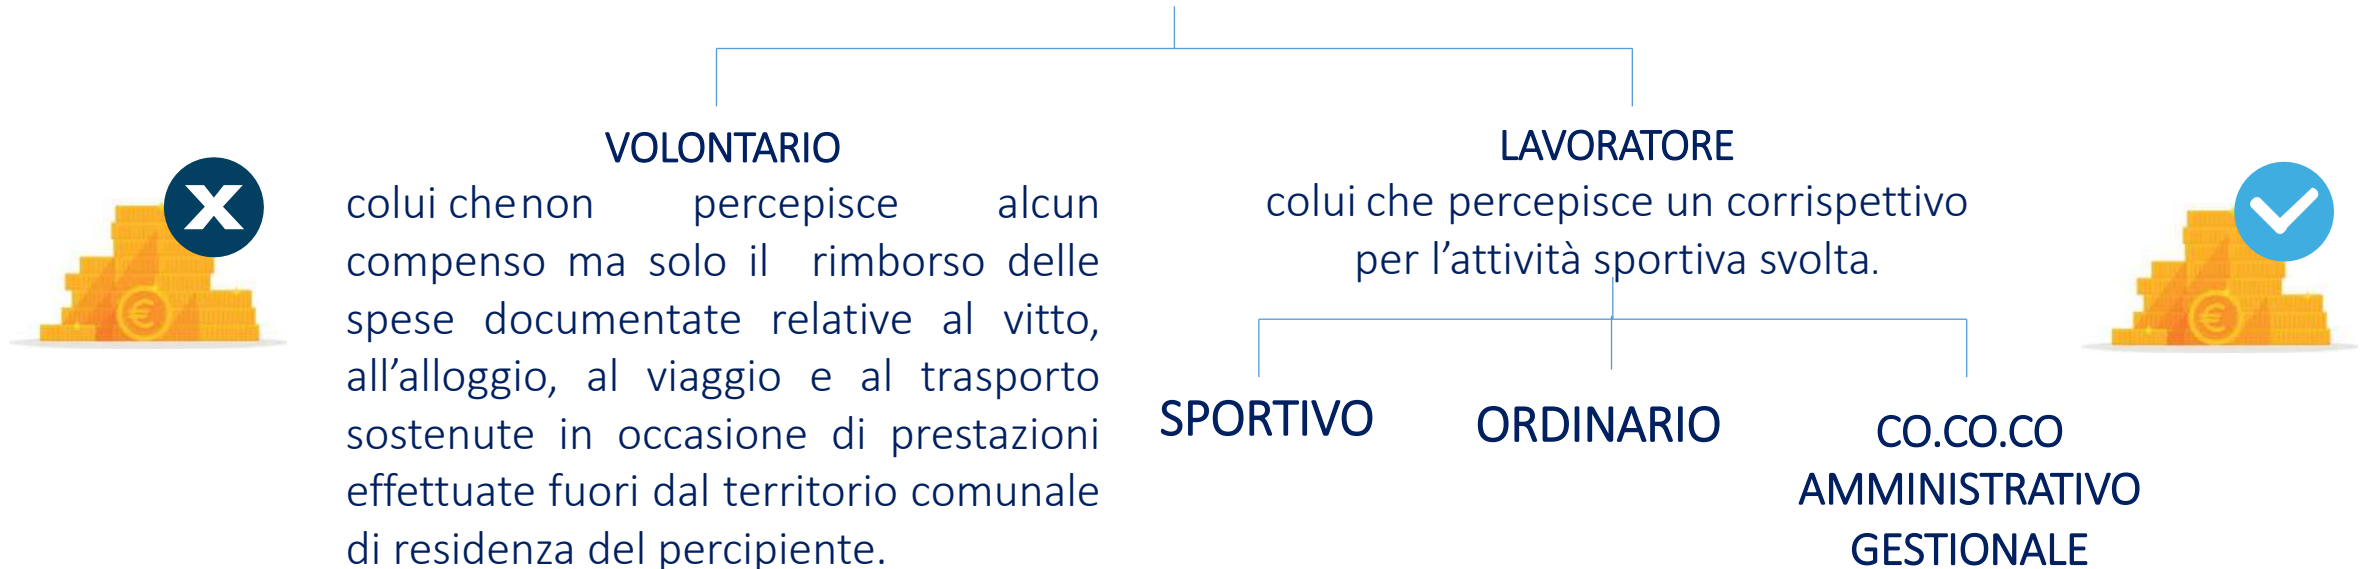 VOLONTARIO
colui chenon percepisce alcun
compenso ma solo il rimborso delle
spese documentate relative al vitto,
all’alloggio, al viaggio e al trasporto
sostenute in occasione di prestazioni
effettuate fuori dal territorio comunale
di residenza del percipiente.
LAVORATORE
colui che percepisce un corrispettivo
per l’attività sportiva svolta.
SPORTIVO
ORDINARIO
CO.CO.CO
AMMINISTRATIVO
GESTIONALE